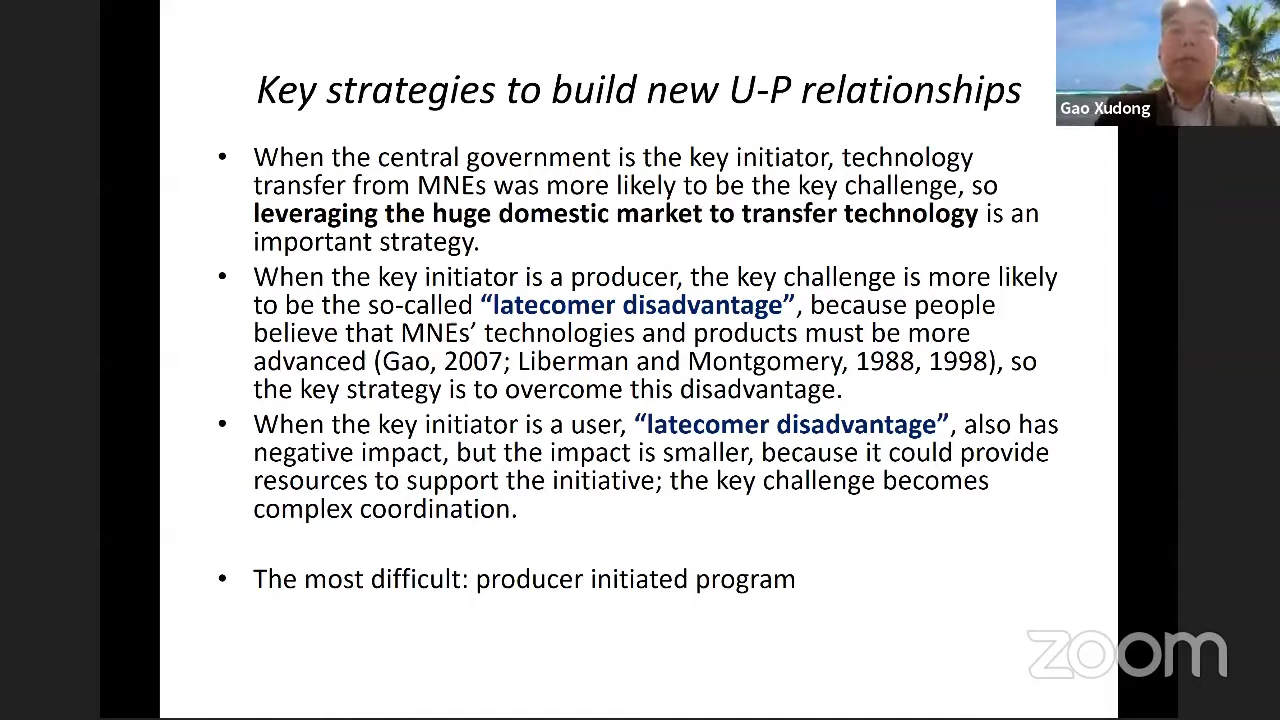 Key strategies to build new U-P relationships
Gao Xudong
• When the central government is the key initiator, technology
transfer from MNEs was more likely to be the key challenge, so
leveraging the huge domestic market to transfer technology is an
important strategy.
• When the key initiator is a producer, the key challenge is more likely
to be the so-called “latecomer disadvantage”, because people
believe that MNEs’ technologies and products must be more
advanced (Gao, 2007; Liberman and Montgomery, 1988, 1998), so
the key strategy is to overcome this disadvantage.
• When the key initiator is a user, “latecomer disadvantage”, also has
negative impact, but the impact is smaller, because it could provide
resources to support the initiative; the key challenge becomes
complex coordination.
• The most difficult: producer initiated program
zoom